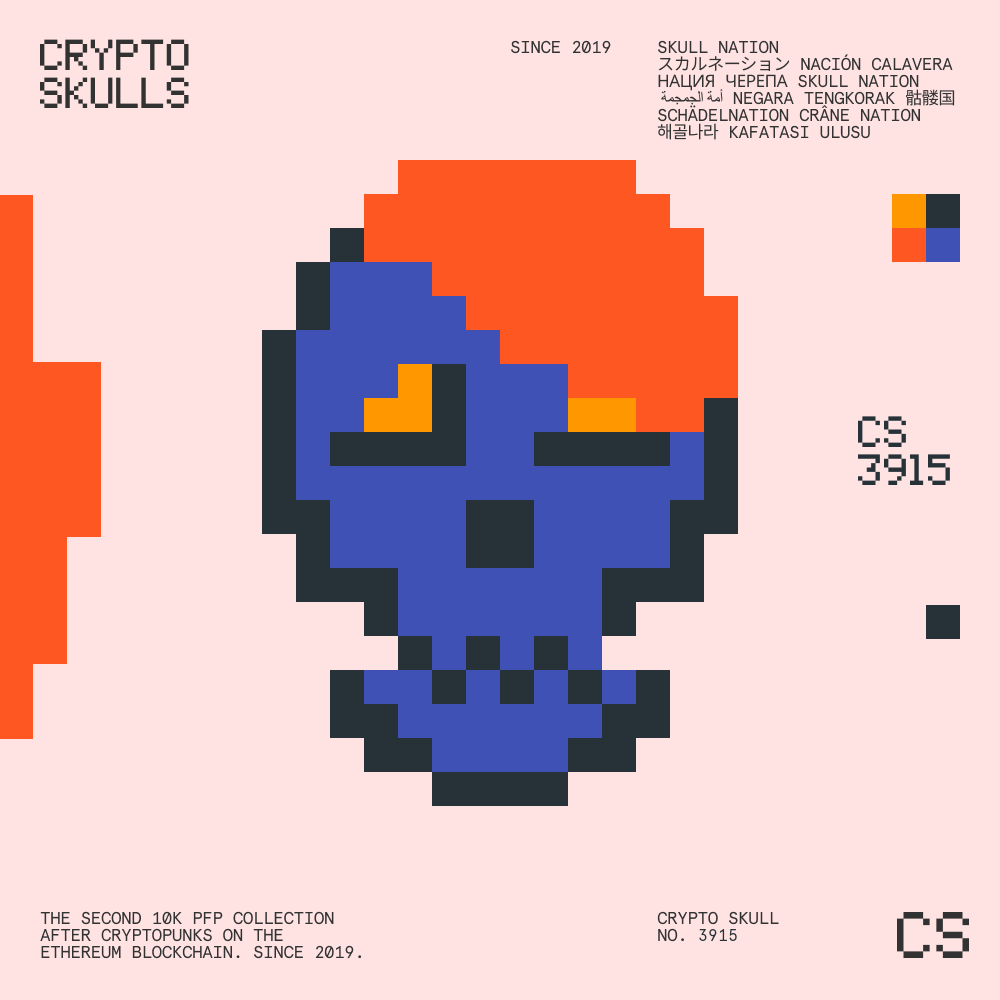 CRYPTO
SKULLS
SINCE 2019
SKULL NATION
スカルネーション NACIÓN CALAVERA
НАЦИЯ ЧЕРЕПА SKULL NATION
أمة الجمجمة NEGARA TENGKORAK 骷髅国
SCHÄDELNATION CRÂNE NATION
해골나라 KAFATASI ULUSU
CS
3915
THE SECOND 10K PFP COLLECTION
AFTER CRYPTOPUNKS ON THE
ETHEREUM BLOCKCHAIN. SINCE 2019.
CRYPTO SKULL
NO. 3915
CS